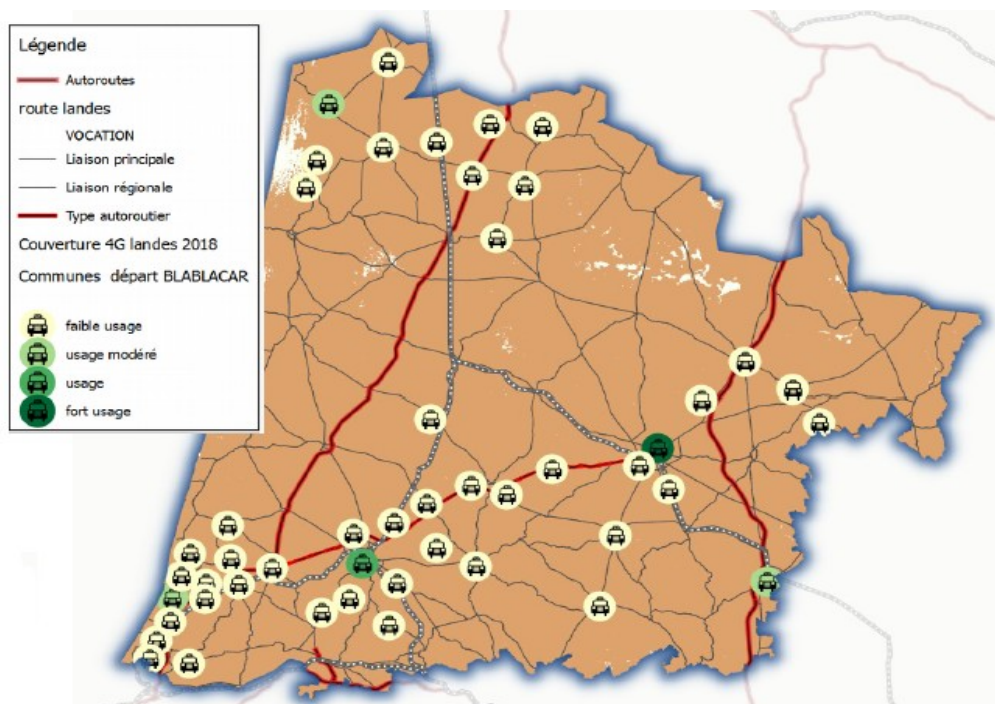 Légende
Autoroutes
route landes
VOCATION
Liaison principale
Liaison régionale
Type autoroutier
Couverture 4G landes 2018
Communes départ BLABLACAR
faible usage
usage modéré
usage
fort usage